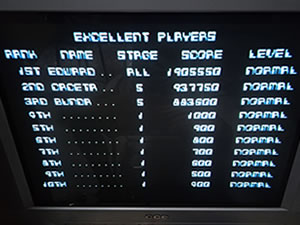 EXCELLENT PLAYERS
RANK NAME STAGE SCORE LEVEL
1ST EDWARD .. ALL 1905550 NORMAL
2ND CACETA . 5 937750 NORMAL
3RD BLNDA ... 5 883600 NORMAL
4TH ........ 1 1000 NORMAL
5TH ........ 1 900 NORMAL
6TH ........ 1 800 NORMAL
7TH ........ 1 700 NORMAL
8TH ........ 1 600 NORMAL
9TH ........ 1 500 NORMAL
10TH ........ 1 400 NORMAL